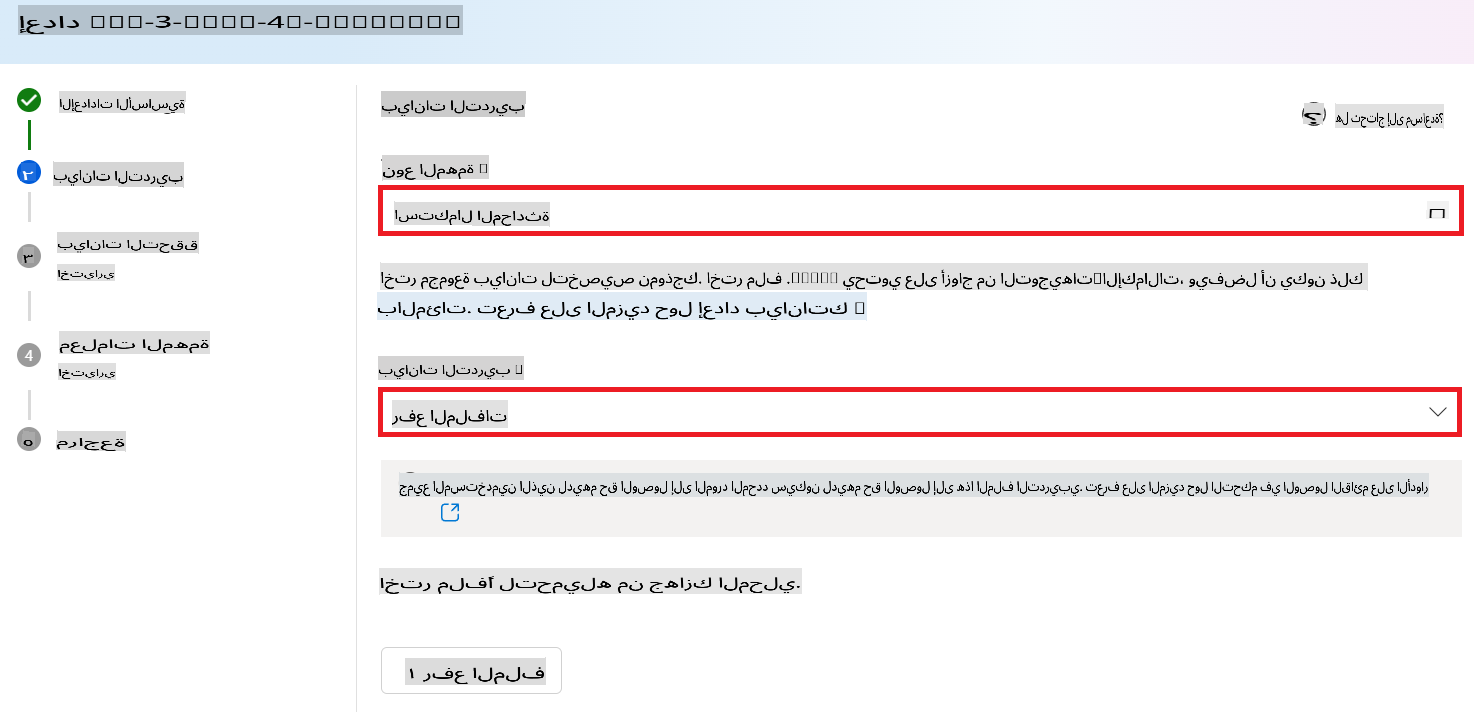 إعداد -3-4-
الإعدادات الأساسية
٢
بيانات التدريب
٣
بيانات التحقق
اختياري
4
معلمات المهمة
اختياري
٥
مراجعة
بيانات التدريب
؟ هل تحتاج إلى مساعدة؟
نوع المهمة
استكمال المحادثة
اختر مجموعة بيانات لتخصيص نموذجك. اختر ملف . يحتوي على أزواج من التوجيهات الإكمالات، ويفضل أن يكون ذلك
بالمئات. تعرف على المزيد حول إعداد بياناتك
بيانات التدريب
رفع الملفات
جميع المستخدمين الذين لديهم حق الوصول إلى المورد المحدد سيكون لديهم حق الوصول إلى هذا الملف التدريبي. تعرف على المزيد حول التحكم في الوصول القائم على الأدوار
اختر ملفًا لتحميله من جهازك المحلي.
١ رفع الملف